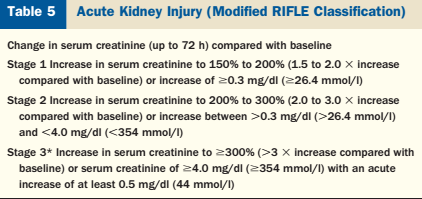 Table 5 Acute Kidney Injury (Modified RIFLE Classification)
Change in serum creatinine (up to 72 h) compared with baseline
Stage 1 Increase in serum creatinine to 150% to 200% (1.5 to 2.0 × increase
compared with baseline) or increase of ≥0.3 mg/dl (≥26.4 mmol/l)
Stage 2 Increase in serum creatinine to 200% to 300% (2.0 to 3.0 × increase
compared with baseline) or increase between >0.3 mg/dl (>26.4 mmol/l)
and <4.0 mg/dl (<354 mmol/l)
Stage 3* Increase in serum creatinine to ≥300% (>3 × increase compared with
baseline) or serum creatinine of ≥4.0 mg/dl (≥354 mmol/l) with an acute
increase of at least 0.5 mg/dl (44 mmol/l)